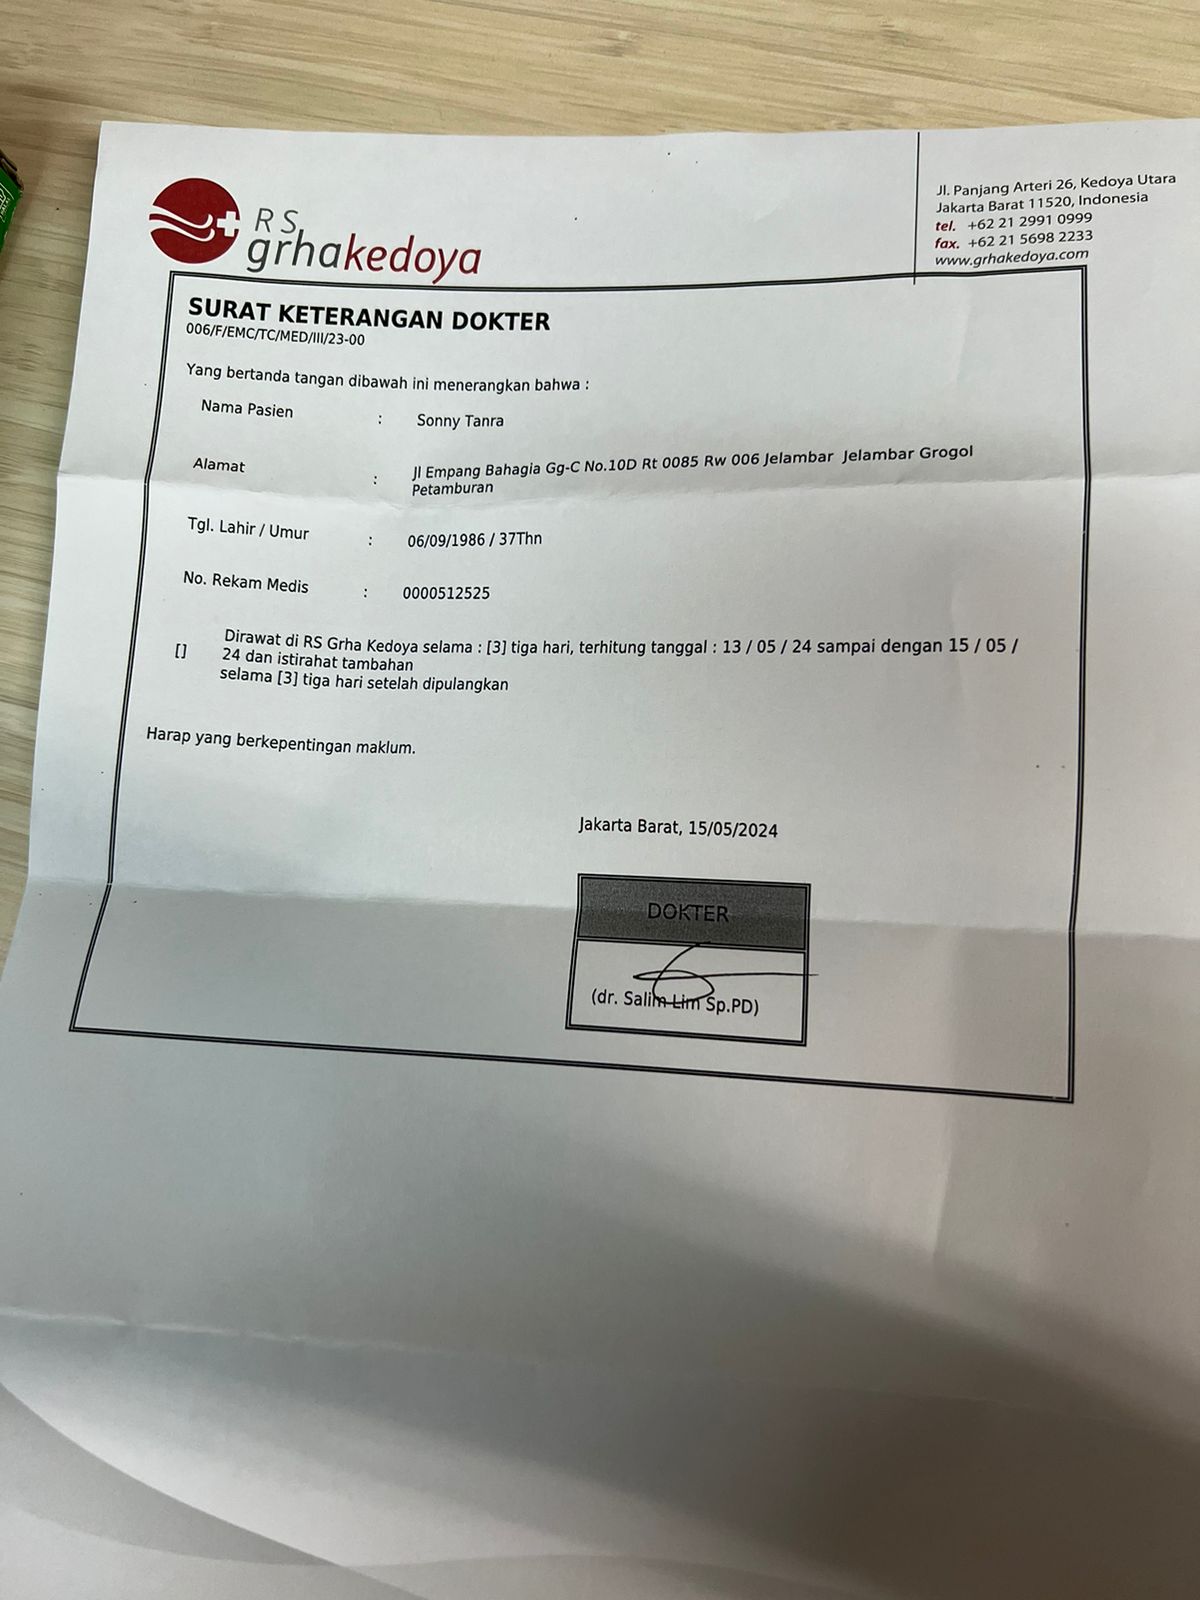 RS
grhakedoya
Jl. Panjang Arteri 26, Kedoya Utara
Jakarta Barat 11520, Indonesia
tel. +62 21 2991 0999
fax. +62 21 5698 2233
www.grhakedoya.com
SURAT KETERANGAN DOKTER
006/F/EMC/TC/MED/III/23-00
Yang bertanda tangan dibawah ini menerangkan bahwa :
Nama Pasien : Sonny Tanra
Alamat : Jl Empang Bahagia Gg-C No.10D Rt 0085 Rw 006 Jelambar Jelambar Grogol
Petamburan
Tgl. Lahir / Umur : 06/09/1986 / 37Thn
No. Rekam Medis : 0000512525
[] Dirawat di RS Grha Kedoya selama : [3] tiga hari, terhitung tanggal : 13 / 05 / 24 sampai dengan 15 / 05 /
24 dan istirahat tambahan
selama [3] tiga hari setelah dipulangkan
Harap yang berkepentingan maklum.
Jakarta Barat, 15/05/2024
DOKTER
(dr. Salim Lim Sp.PD)